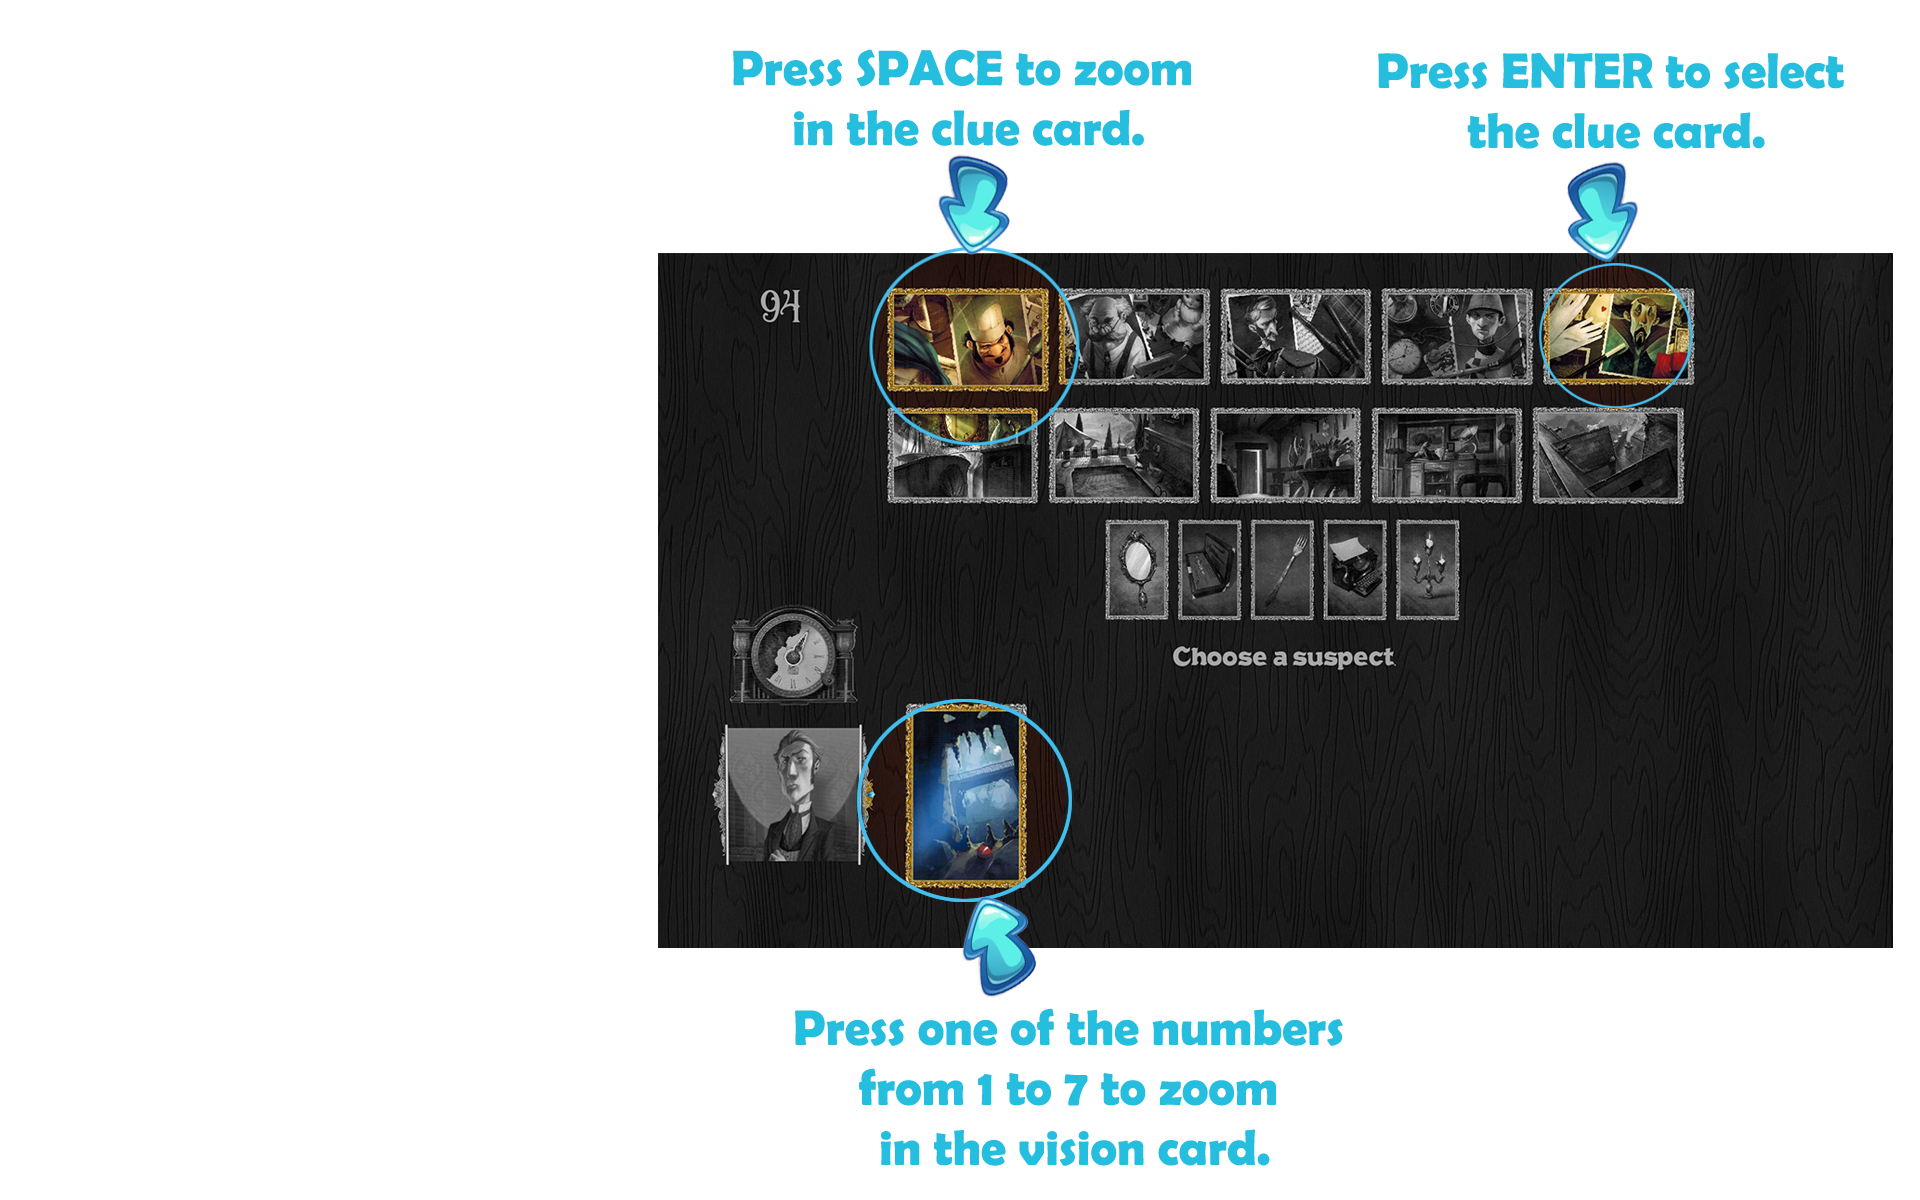 Press SPACE to zoom
in the clue card.
Press ENTER to select
the clue card.
94
Choose a suspect
Press one of the numbers
from 1 to 7 to zoom
in the vision card.